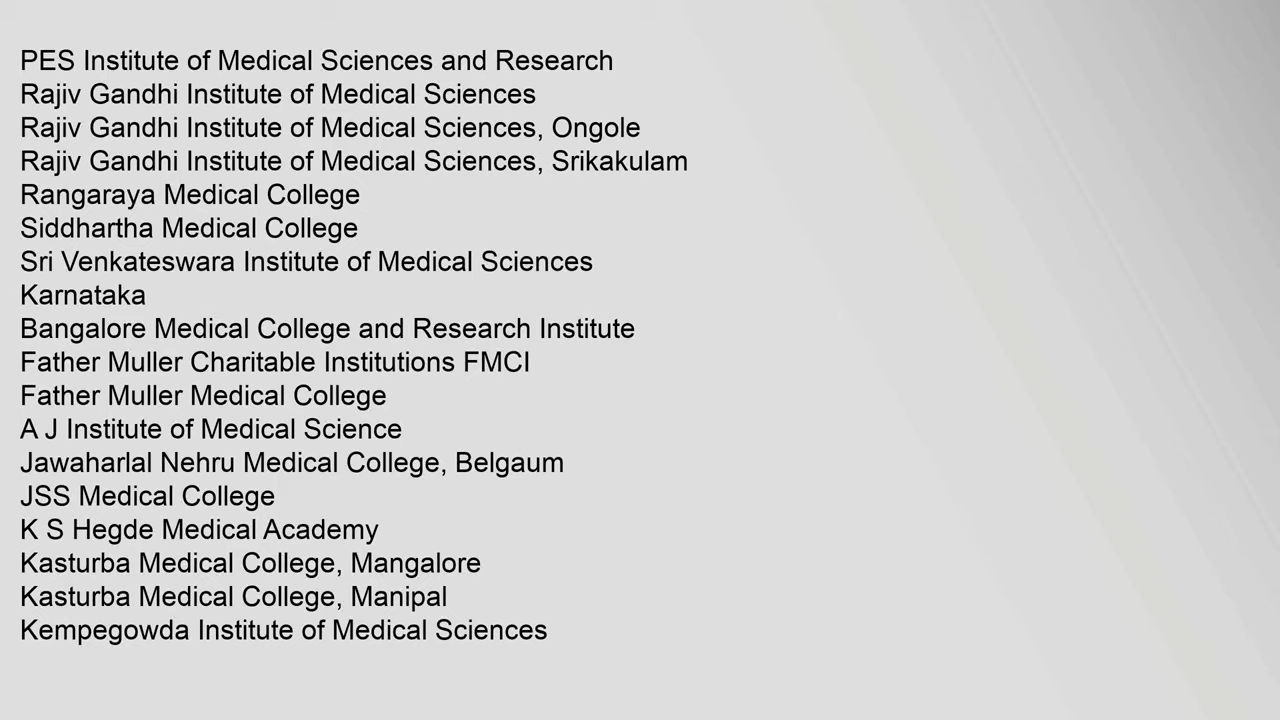 PES Institute of Medical Sciences and Research
Rajiv Gandhi Institute of Medical Sciences
Rajiv Gandhi Institute of Medical Sciences, Ongole
Rajiv Gandhi Institute of Medical Sciences, Srikakulam
Rangaraya Medical College
Siddhartha Medical College
Sri Venkateswara Institute of Medical Sciences
Karnataka
Bangalore Medical College and Research Institute
Father Muller Charitable Institutions FMCI
Father Muller Medical College
A J Institute of Medical Science
Jawaharlal Nehru Medical College, Belgaum
JSS Medical College
K S Hegde Medical Academy
Kasturba Medical College, Mangalore
Kasturba Medical College, Manipal
Kempegowda Institute of Medical Sciences